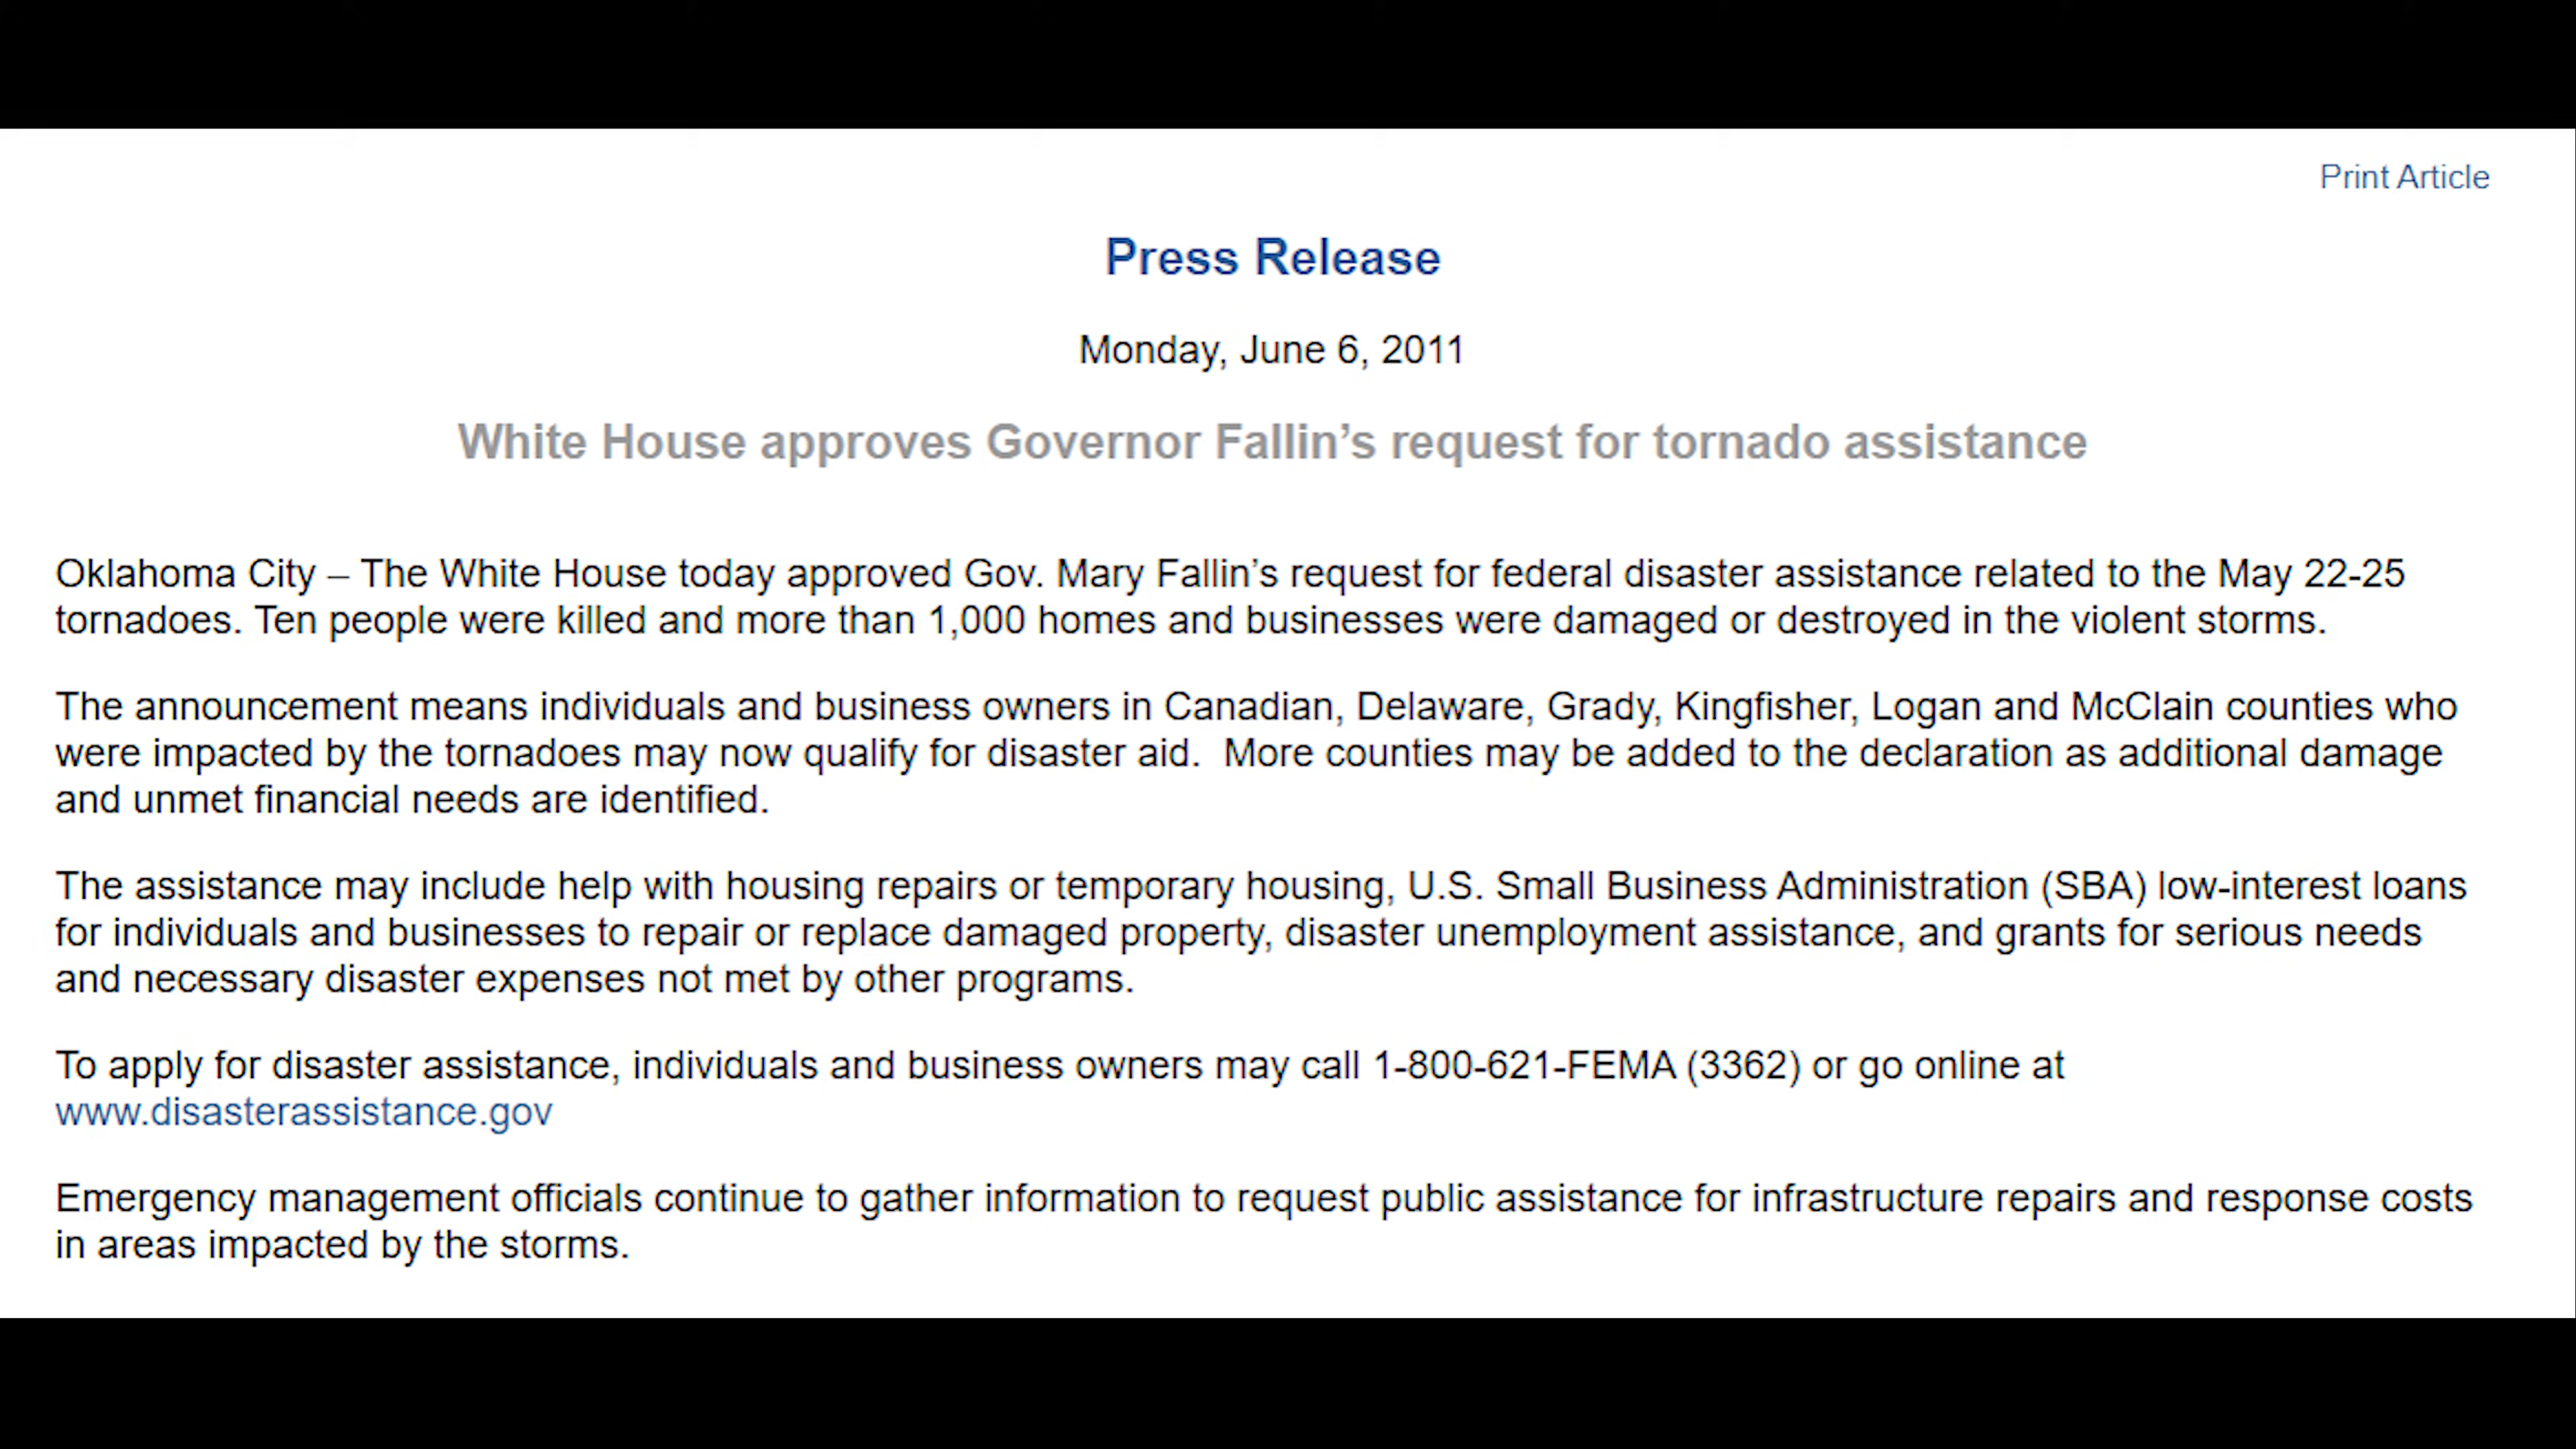 Print Article
Press Release
Monday, June 6, 2011
White House approves Governor Fallin’s request for tornado assistance
Oklahoma City – The White House today approved Gov. Mary Fallin’s request for federal disaster assistance related to the May 22-25
tornadoes. Ten people were killed and more than 1,000 homes and businesses were damaged or destroyed in the violent storms.
The announcement means individuals and business owners in Canadian, Delaware, Grady, Kingfisher, Logan and McClain counties who
were impacted by the tornadoes may now qualify for disaster aid.  More counties may be added to the declaration as additional damage
and unmet financial needs are identified.
The assistance may include help with housing repairs or temporary housing, U.S. Small Business Administration (SBA) low-interest loans
for individuals and businesses to repair or replace damaged property, disaster unemployment assistance, and grants for serious needs
and necessary disaster expenses not met by other programs.
To apply for disaster assistance, individuals and business owners may call 1-800-621-FEMA (3362) or go online at
www.disasterassistance.gov
Emergency management officials continue to gather information to request public assistance for infrastructure repairs and response costs
in areas impacted by the storms.